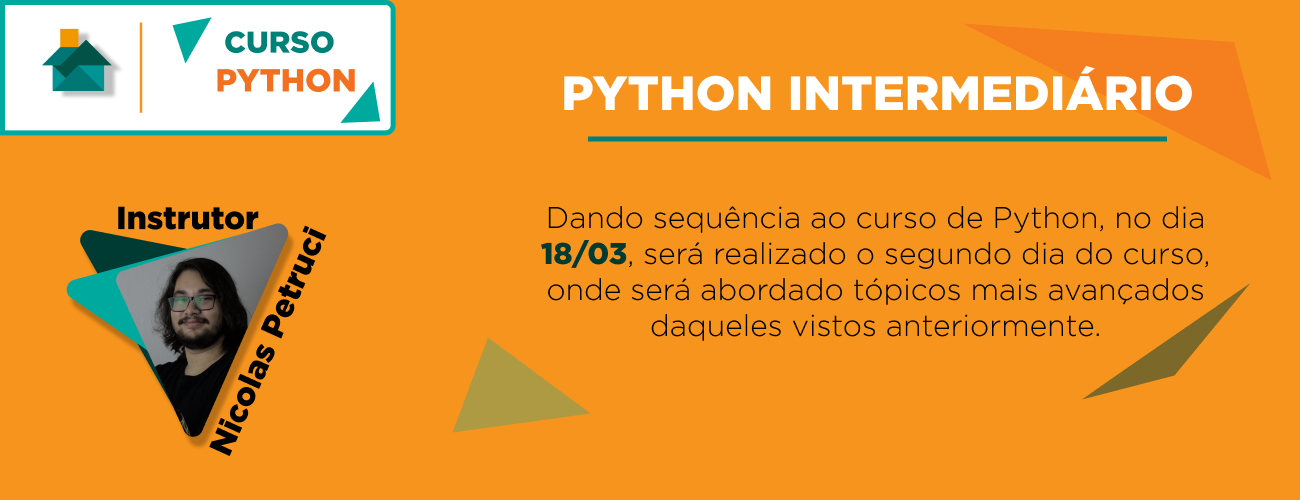 CURSO
PYTHON
PYTHON INTERMEDIÁRIO
Instrutor
Nicolas Petruci
Dando sequência ao curso de Python, no dia
18/03, será realizado o segundo dia do curso,
onde será abordado tópicos mais avançados
daqueles vistos anteriormente.